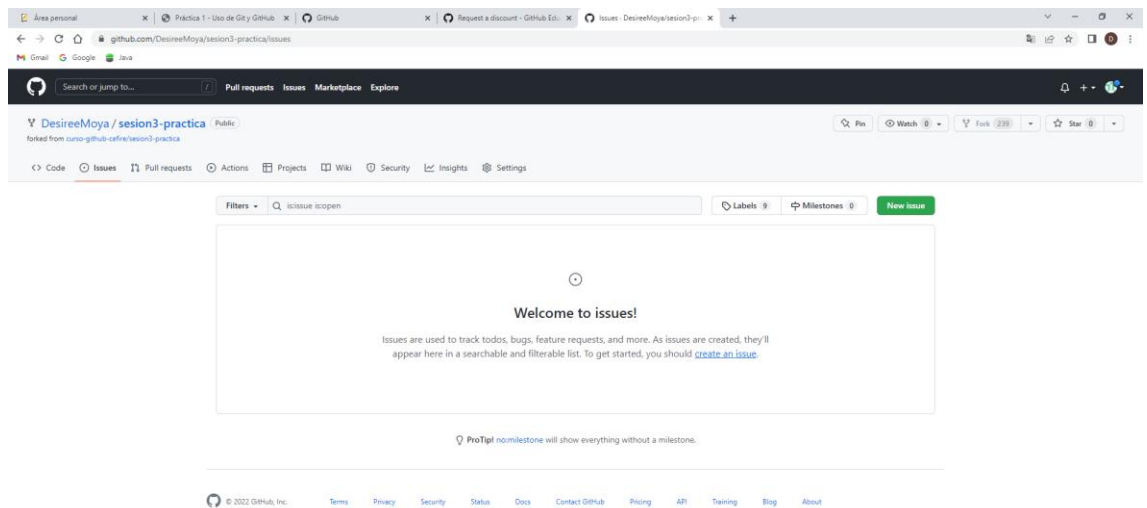 Área personal
Práctica 1 - Uso de Git y GitHub
GitHub
Request a discount - GitHub Edu
Issues · DesireeMoya/sesion3-pr
github.com/DesireeMoya/sesion3-practica/issues
Gmail Google Java
Search or jump to... / Pull requests Issues Marketplace Explore
DesireeMoya / sesion3-practica Public
Pin Watch 0 Fork 239 Star 0
forked from curso-github-cefire/sesion3-practica
Code Issues Pull requests Actions Projects Wiki Security Insights Settings
Filters is:issue is:open Labels 9 Milestones 0 New issue
Welcome to issues!
Issues are used to track todos, bugs, feature requests, and more. As issues are created, they'll
appear here in a searchable and filterable list. To get started, you should create an issue.
ProTip! no:milestone will show everything without a milestone.
© 2022 GitHub, Inc. Terms Privacy Security Status Docs Contact GitHub Pricing API Training Blog About